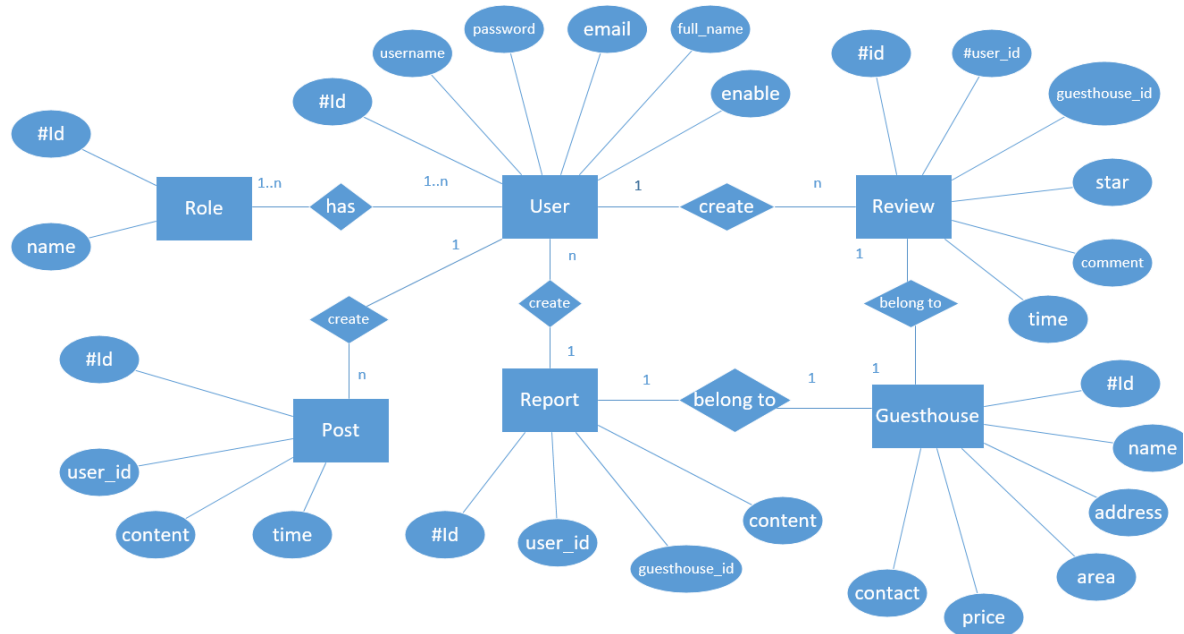 password
email
full_name
username
#id
#user_id
#Id
enable
guesthouse_id
#Id
1..n
1..n
1
n
star
Role
has
User
create
Review
name
1
n
1
comment
create
create
belong to
time
#Id
n
1
1
1
1
#Id
Post
Report
belong to
Guesthouse
name
user_id
content
address
content
time
#Id
user_id
guesthouse_id
area
contact
price